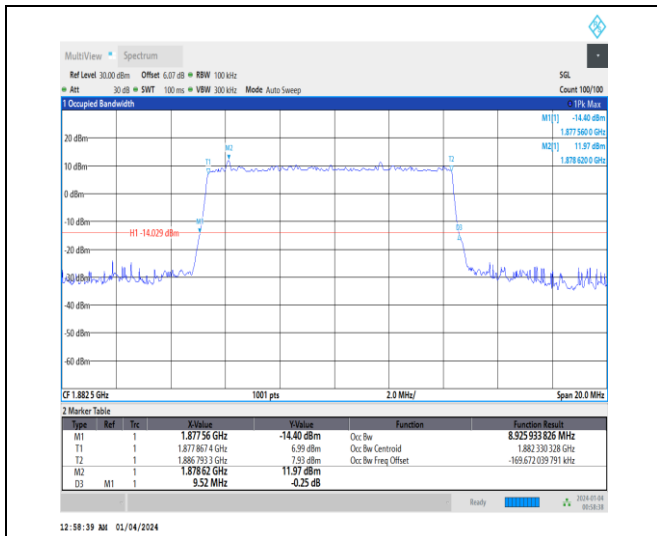 MultiView Spectrum
Ref Level 30.00 dBm Offset 6.07 dB RBW 100 kHz SGL
Att 30 dB SWT 100 ms VBW 300 kHz Mode Auto Sweep Count 100/100
1 Occupied Bandwidth 1Pk Max
M1[1] -14.40 dBm
1.877 560 0 GHz
M2[1] 11.97 dBm
1.878 620 0 GHz
20 dBm
M2
T1 T2
10 dBm
0 dBm
-10 dBm
M1 D3
H1 -14.029 dBm
-20 dBm
-30 dBm
-40 dBm
-50 dBm
-60 dBm
CF 1.882 5 GHz 1001 pts 2.0 MHz/ Span 20.0 MHz
2 Marker Table
Type Ref Trc X-Value Y-Value Function Function Result
M1 1 1.877 56 GHz -14.40 dBm Occ Bw 8.925 933 826 MHz
T1 1 1.877 867 4 GHz 6.99 dBm Occ Bw Centroid 1.882 330 328 GHz
T2 1 1.886 793 3 GHz 7.93 dBm Occ Bw Freq Offset -169.672 039 791 kHz
M2 1 1.878 62 GHz 11.97 dBm
D3 M1 1 9.52 MHz -0.25 dB
Ready 2024-01-04
00:58:38
12:58:39 AM 01/04/2024